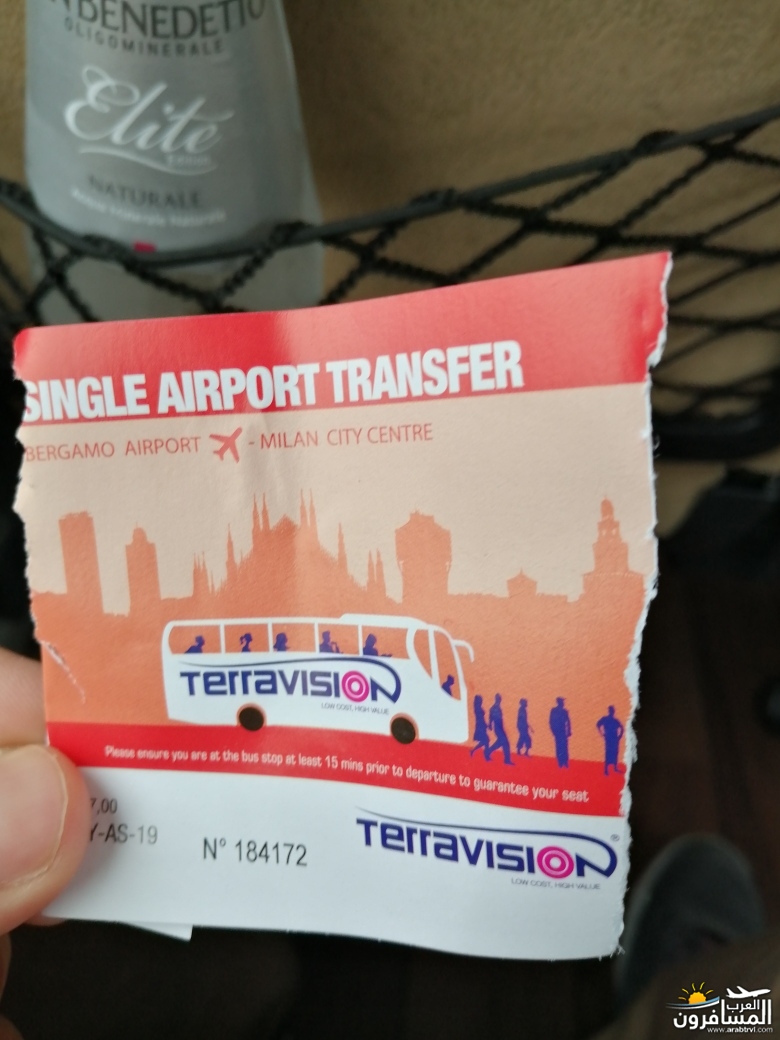 NBENEDETTO
OLIGOMINERALE
Elite
NATURALE
SINGLE AIRPORT TRANSFER
BERGAMO AIRPORT - MILAN CITY CENTRE
TerraVISION
LOW COST, HIGH VALUE
Please ensure you are at the bus stop at least 15 mins prior to departure to guarantee your seat
7,00
Y-AS-19
N° 184172
TerraVISION®
LOW COST, HIGH VALUE
العرب
المسافرون
www.arabtrvl.com